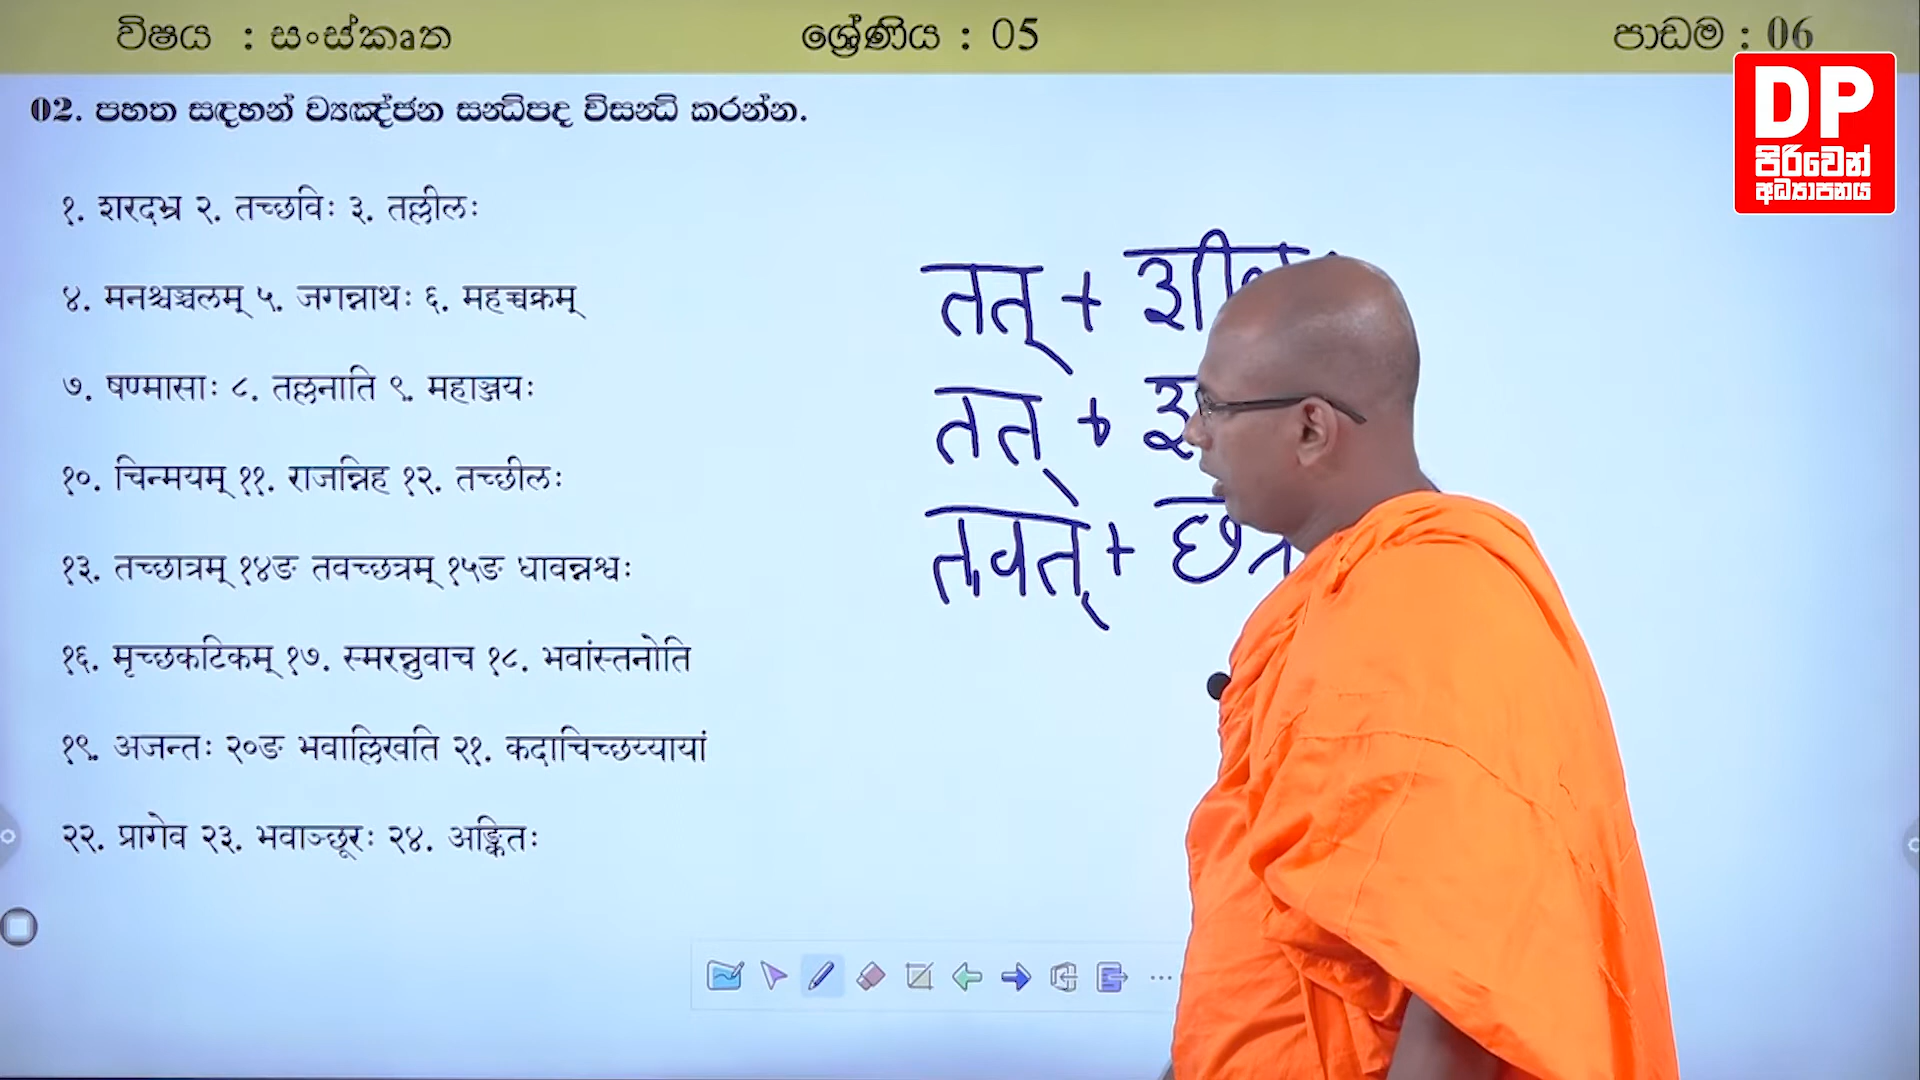 විෂය : සංස්කෘත ශ්‍රේණිය : 05 පාඩම : 06
DP
පිරිවෙන්
අධ්‍යාපනය
02. පහත සඳහන් ව්‍යඤ්ජන සන්ධිපද විසන්ධි කරන්න.
१. शरदभ्र २. तच्छविः ३. तल्लीलः
४. मनश्चञ्चलम् ५. जगन्नाथः ६. महच्चक्रम्
७. षण्मासाः ८. तल्लनाति ९. महाञ्जयः
१०. चिन्मयम् ११. राजन्निह १२. तच्छीलः
१३. तच्छात्रम् १४ङ तवच्छत्रम् १५ङ धावन्नश्वः
१६. मृच्छकटिकम् १७. स्मरन्नुवाच १८. भवांस्तनोति
१९. अजन्तः २०ङ भवाल्लिखति २१. कदाचिच्छय्यायां
२२. प्रागेव २३. भवाञ्छूरः २४. अङ्कितः
तत् +
तत् +
तवत् + छत्र